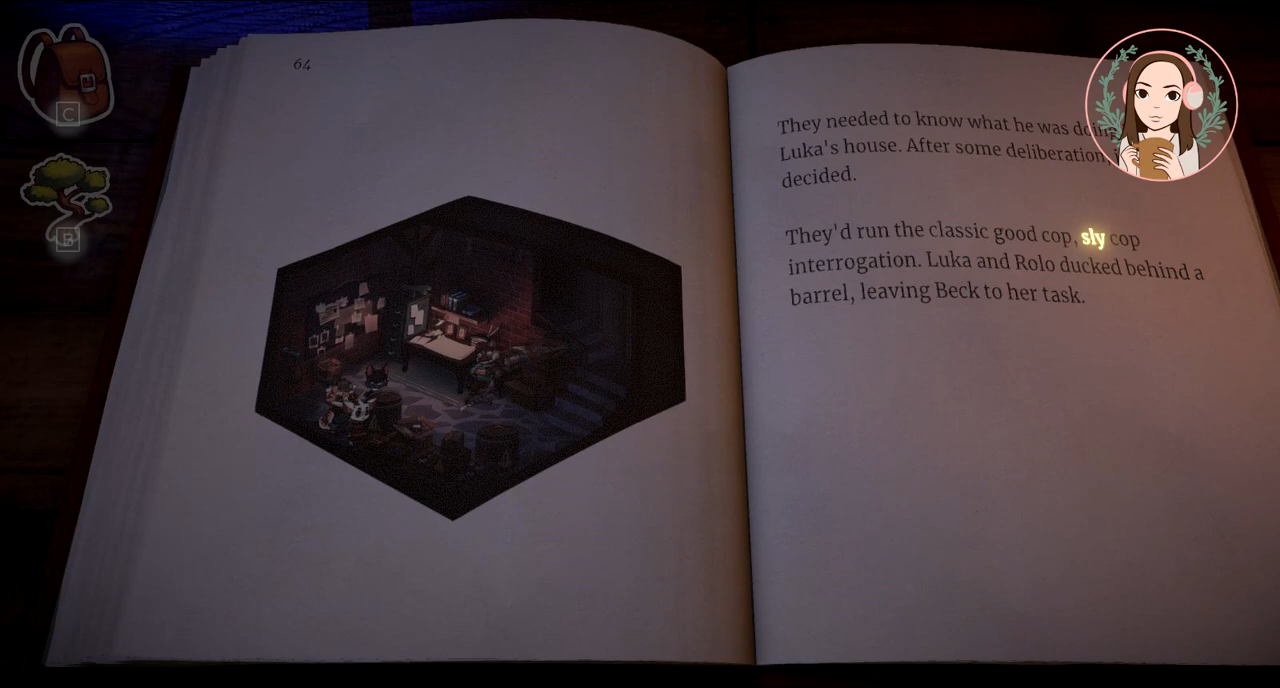 64
They needed to know what he was doing
Luka's house. After some deliberation,
decided.
They'd run the classic good cop, sly cop
interrogation. Luka and Rolo ducked behind a
barrel, leaving Beck to her task.
C
B